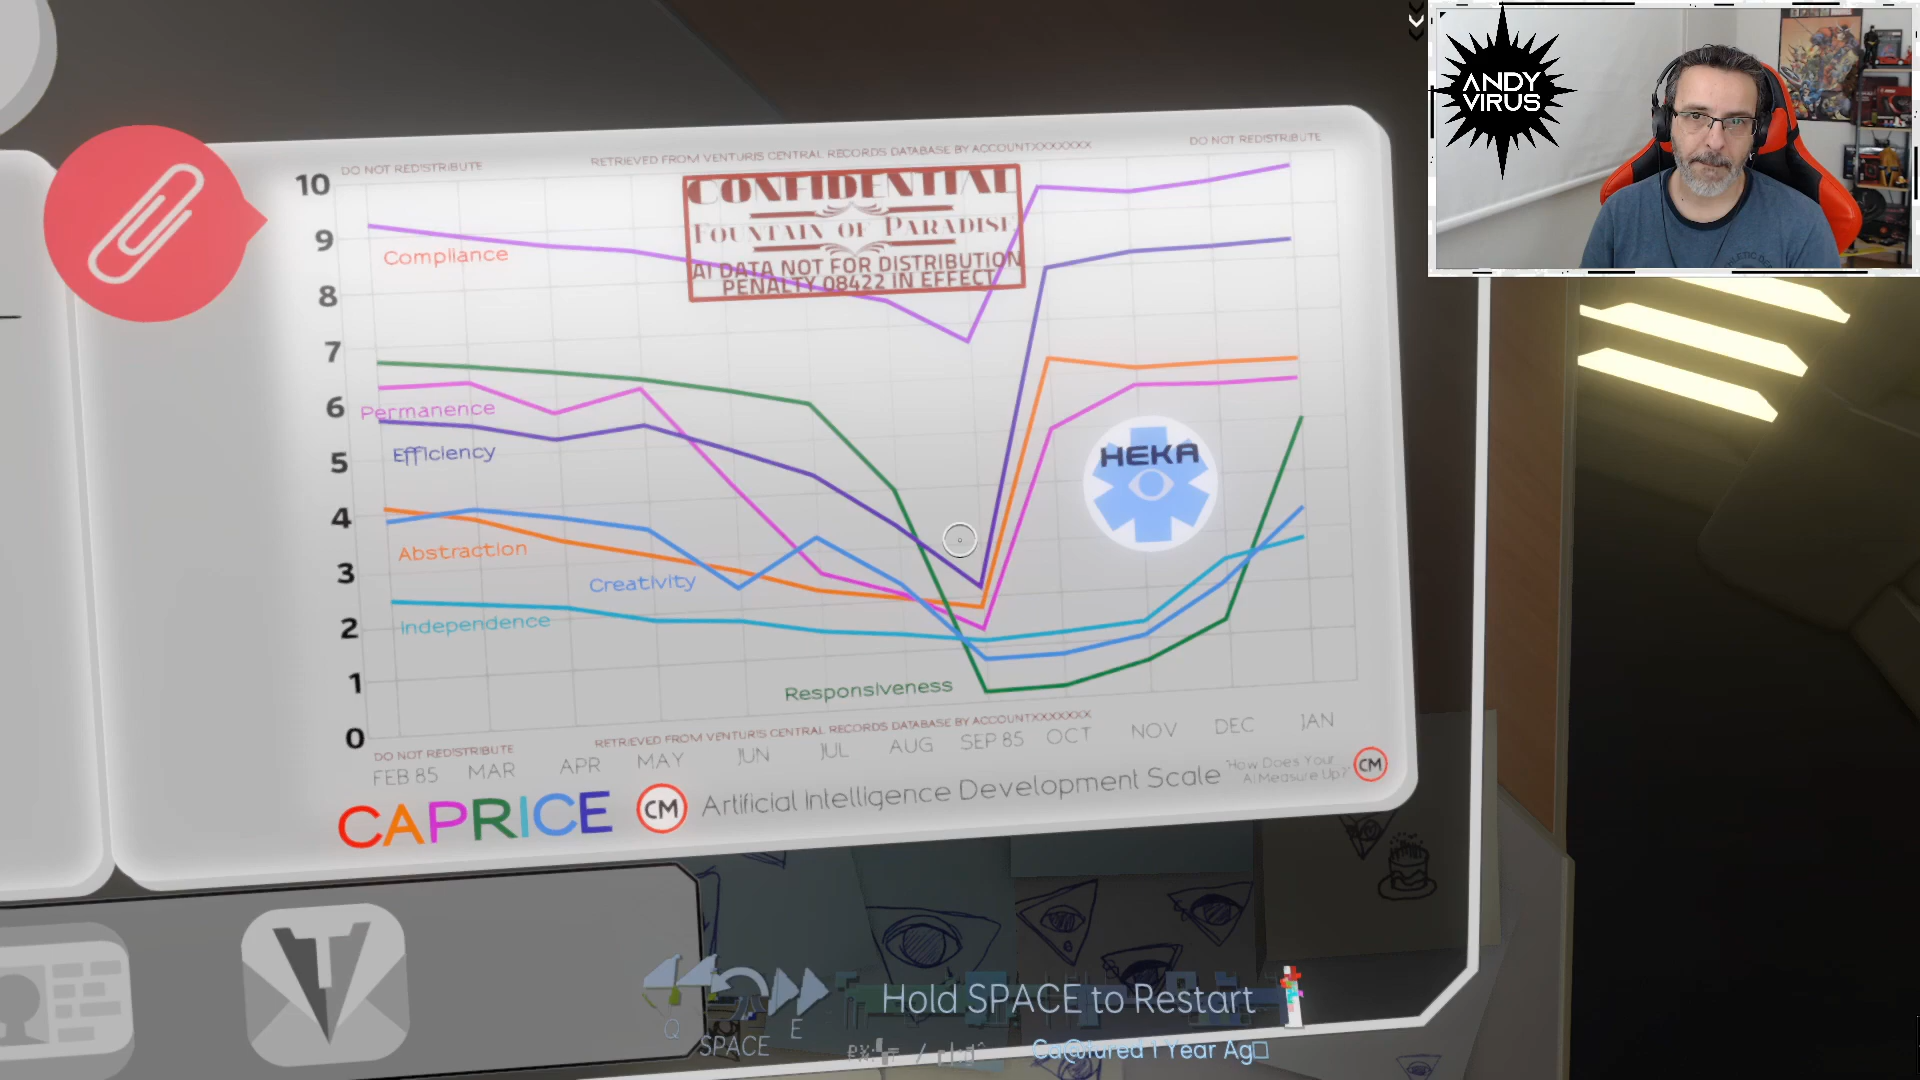 ANDY
VIRUS
DO NOT REDISTRIBUTE
RETRIEVED FROM VENTURIS CENTRAL RECORDS DATABASE BY ACCOUNTXXXXXXX
DO NOT REDISTRIBUTE
10
9
8
7
6
5
4
3
2
1
0
CONFIDENTIAL
FOUNTAIN OF PARADISE
AI DATA NOT FOR DISTRIBUTION
PENALTY 08422 IN EFFECT
Compliance
Permanence
Efficiency
Abstraction
Creativity
Independence
Responsiveness
HEKA
DO NOT REDISTRIBUTE
RETRIEVED FROM VENTURIS CENTRAL RECORDS DATABASE BY ACCOUNTXXXXXXX
FEB 85 MAR APR MAY JUN JUL AUG SEP 85 OCT NOV DEC JAN
CAPRICE CM Artificial Intelligence Development Scale
"How Does Your
AI Measure Up?"
CM
Hold SPACE to Restart
Q SPACE E